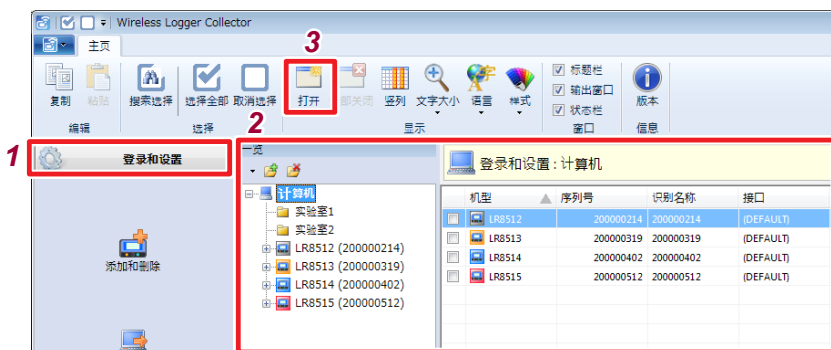 Wireless Logger Collector
主页
3
复制
粘贴
搜索选择
选择全部
取消选择
打开
部关闭
竖列
文字大小
语言
样式
标题栏
输出窗口
状态栏
版本
编辑
选择
2
显示
窗口
信息
1
登录和设置
一览
登录和设置 : 计算机
计算机
实验室1
实验室2
LR8512 (200000214)
LR8513 (200000319)
LR8514 (200000402)
LR8515 (200000512)
机型 序列号 识别名称 接口
LR8512 200000214 200000214 (DEFAULT)
LR8513 200000319 200000319 (DEFAULT)
LR8514 200000402 200000402 (DEFAULT)
LR8515 200000512 200000512 (DEFAULT)
添加和删除